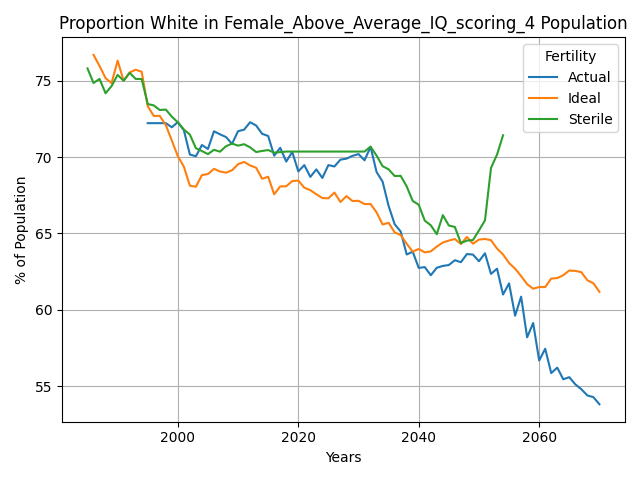 Proportion White in Female_Above_Average_IQ_scoring_4 Population
Fertility
Actual
Ideal
Sterile
% of Population
75
70
65
60
55
2000
2020
2040
2060
Years